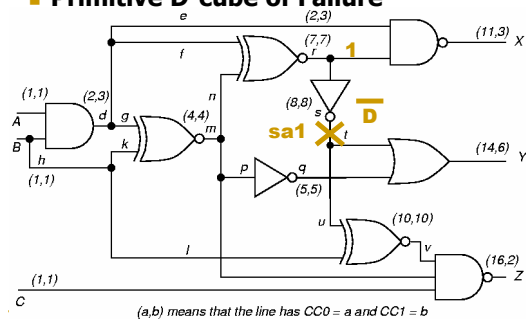 Primitive D-cube of Failure
e
(2,3)
(11,3)
X
(7,7)
r
1
f
(1,1)
(2,3)
n
A
d
g
(4,4)
(8,8)
s
D
m
B
sa1
t
k
(14,6)
h
p
q
Y
(1,1)
(5,5)
u
(10,10)
v
l
(16,2)
Z
(1,1)
C
(a,b) means that the line has CC0 = a and CC1 = b